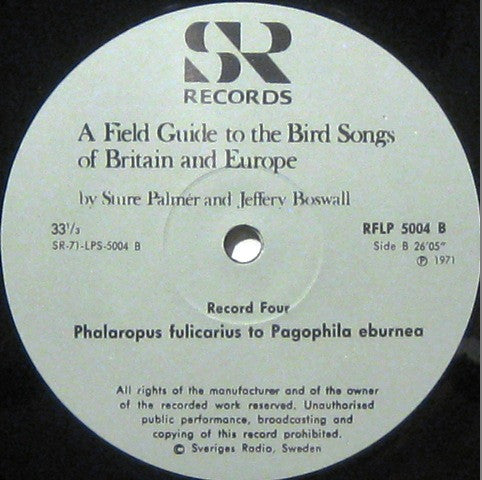 SR
RECORDS
A Field Guide to the Bird Songs
of Britain and Europe
by Sture Palmér and Jeffery Boswall
33 1/3
SR-71-LPS-5004 B
RFLP 5004 B
Side B 26'05"
Ⓟ 1971
Record Four
Phalaropus fulicarius to Pagophila eburnea
All rights of the manufacturer and of the owner
of the recorded work reserved. Unauthorised
public performance, broadcasting and
copying of this record prohibited.
© Sveriges Radio, Sweden